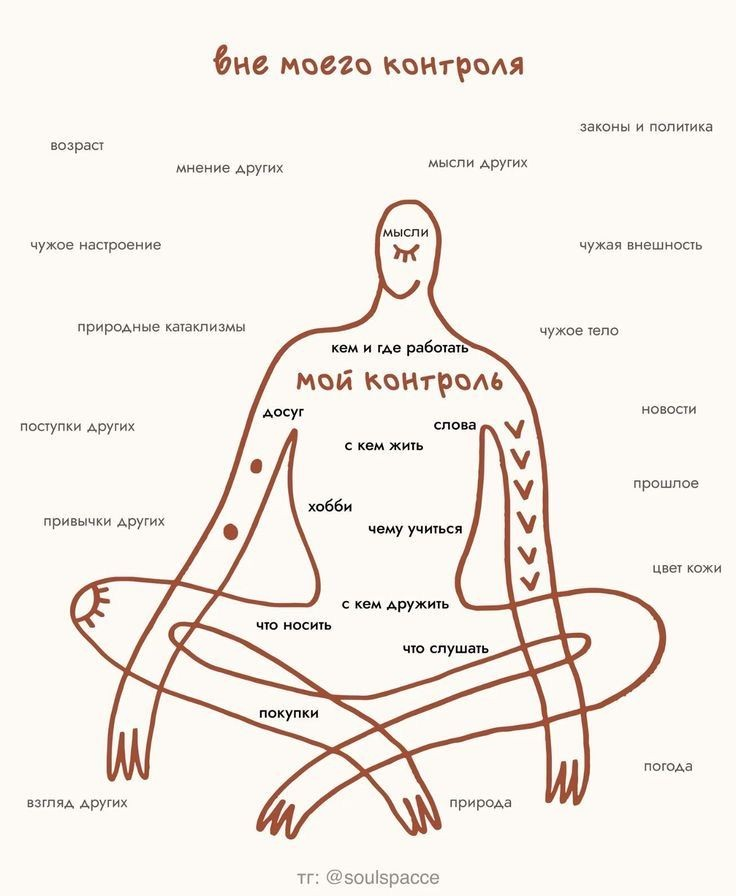 вне моего контроля
законы и политика
возраст
мнение других
мысли других
мысли
чужое настроение
чужая внешность
природные катаклизмы
чужое тело
кем и где работать
мой контроль
новости
досуг
поступки других
слова
с кем жить
прошлое
хобби
привычки других
чему учиться
цвет кожи
с кем дружить
что носить
что слушать
покупки
погода
взгляд других
природа
тг: @soulspacce